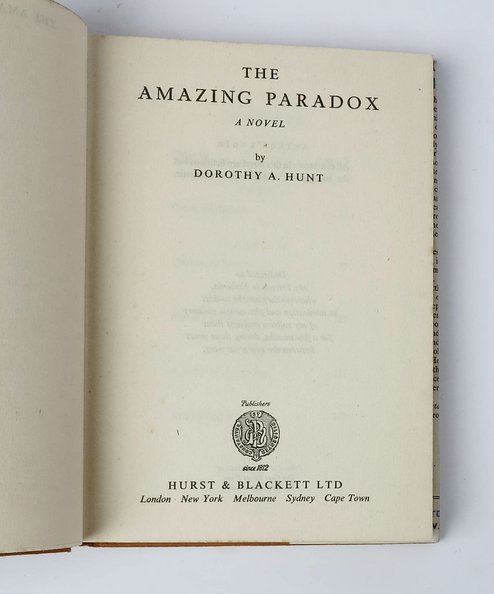 THE
AMAZING PARADOX
A NOVEL
by
DOROTHY A. HUNT
Publishers
since 1812
HURST & BLACKETT LTD
London New York Melbourne Sydney Cape Town